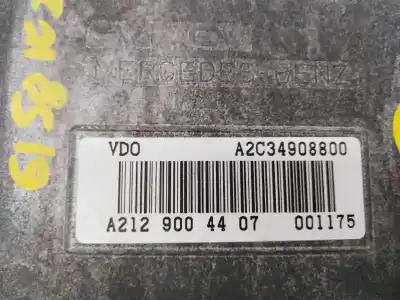 MERCEDES-BENZ
VDO A2C34908800
A212 900 44 07 001175